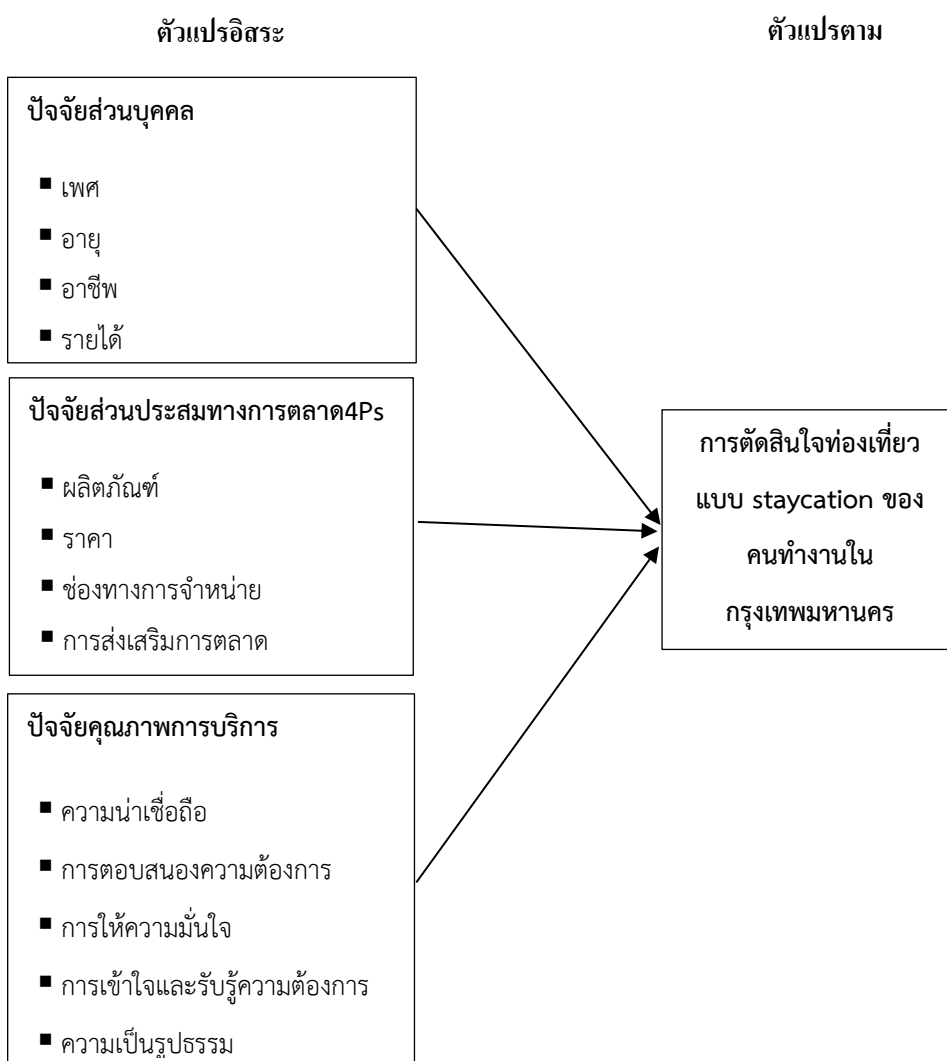 ตัวแปรอิสระ
ตัวแปรตาม
ปัจจัยส่วนบุคคล
▪ เพศ
▪ อายุ
▪ อาชีพ
▪ รายได้
ปัจจัยส่วนประสมทางการตลาด4Ps
▪ ผลิตภัณฑ์
▪ ราคา
▪ ช่องทางการจำหน่าย
▪ การส่งเสริมการตลาด
ปัจจัยคุณภาพการบริการ
▪ ความน่าเชื่อถือ
▪ การตอบสนองความต้องการ
▪ การให้ความมั่นใจ
▪ การเข้าใจและรับรู้ความต้องการ
▪ ความเป็นรูปธรรม
การตัดสินใจท่องเที่ยว
แบบ staycation ของ
คนทำงานใน
กรุงเทพมหานคร